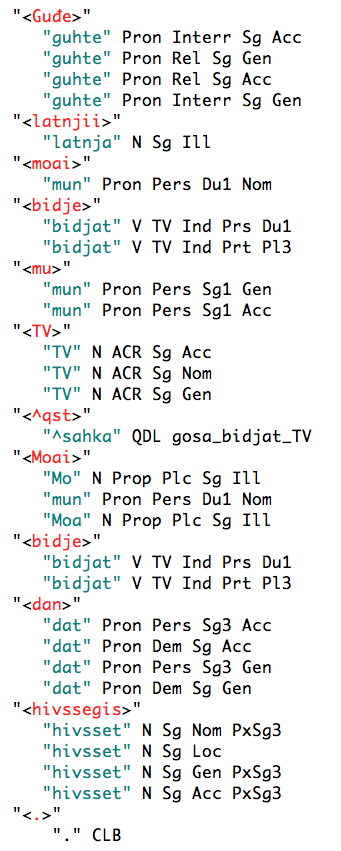 "<Guđe>"
"guhte" Pron Interr Sg Acc
"guhte" Pron Rel Sg Gen
"guhte" Pron Rel Sg Acc
"guhte" Pron Interr Sg Gen
"<latnjii>"
"latnja" N Sg Ill
"<moai>"
"mun" Pron Pers Du1 Nom
"<bidje>"
"bidjat" V TV Ind Prs Du1
"bidjat" V TV Ind Prt Pl3
"<mu>"
"mun" Pron Pers Sg1 Gen
"mun" Pron Pers Sg1 Acc
"<TV>"
"TV" N ACR Sg Acc
"TV" N ACR Sg Nom
"TV" N ACR Sg Gen
"<^qst>"
"^sahka" QDL gosa_bidjat_TV
"<Moai>"
"Mo" N Prop Plc Sg Ill
"mun" Pron Pers Du1 Nom
"Moa" N Prop Plc Sg Ill
"<bidje>"
"bidjat" V TV Ind Prs Du1
"bidjat" V TV Ind Prt Pl3
"<dan>"
"dat" Pron Pers Sg3 Acc
"dat" Pron Dem Sg Acc
"dat" Pron Pers Sg3 Gen
"dat" Pron Dem Sg Gen
"<hivssegis>"
"hivsset" N Sg Nom PxSg3
"hivsset" N Sg Loc
"hivsset" N Sg Gen PxSg3
"hivsset" N Sg Acc PxSg3
"<.>"
"." CLB